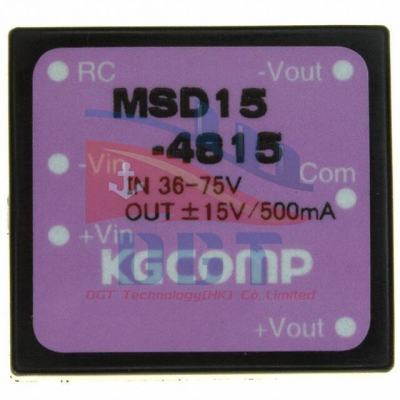 RC
-Vout
MSD15
-4815
-Vin
Com
IN 36-75V
OUT ±15V/500mA
+Vin
DGT
KGCOMP
DGT Technology(HK) Co.,Limited
+Vout